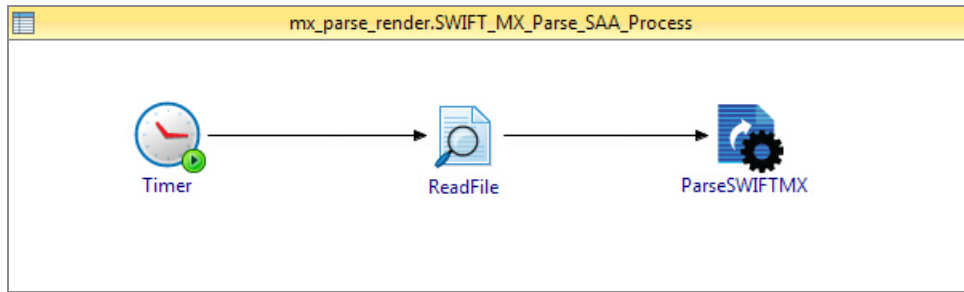 mx_parse_render.SWIFT_MX_Parse_SAA_Process
Timer
ReadFile
ParseSWIFTMX